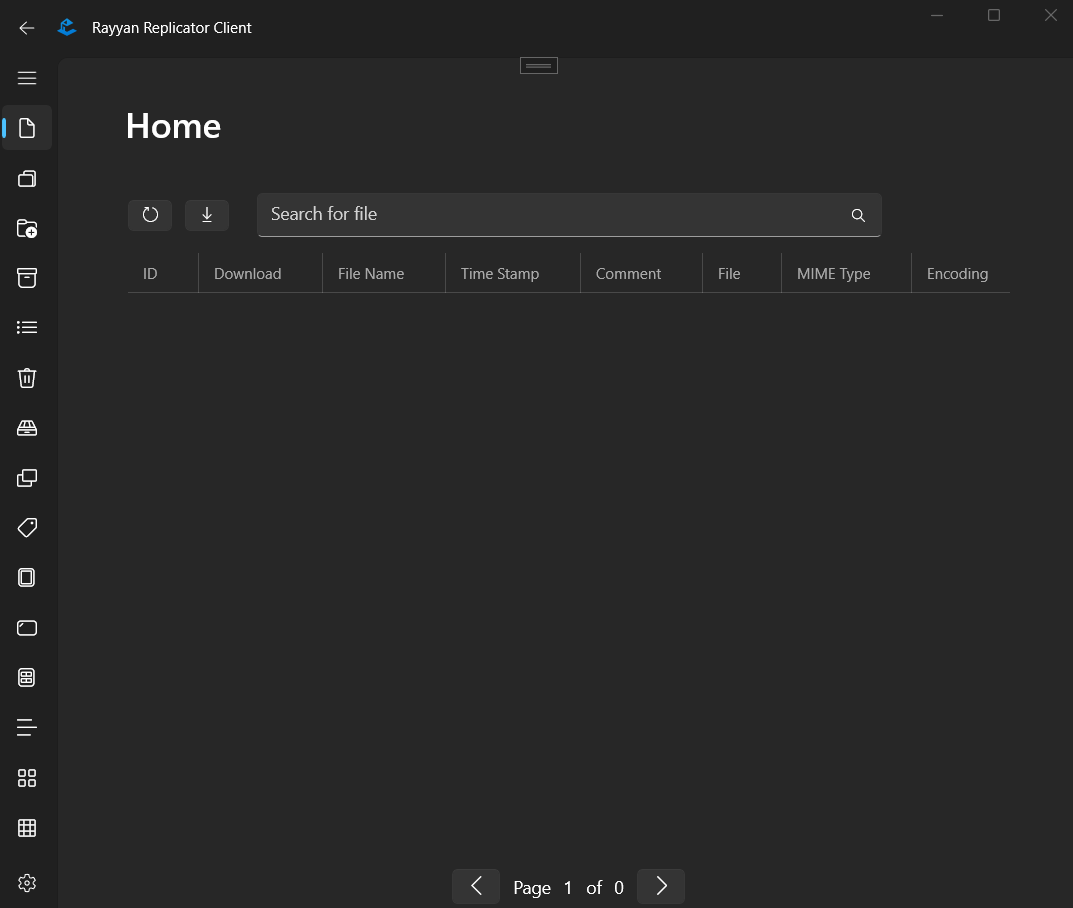 Rayyan Replicator Client
Home
Search for file
ID Download File Name Time Stamp Comment File MIME Type Encoding
Page 1 of 0